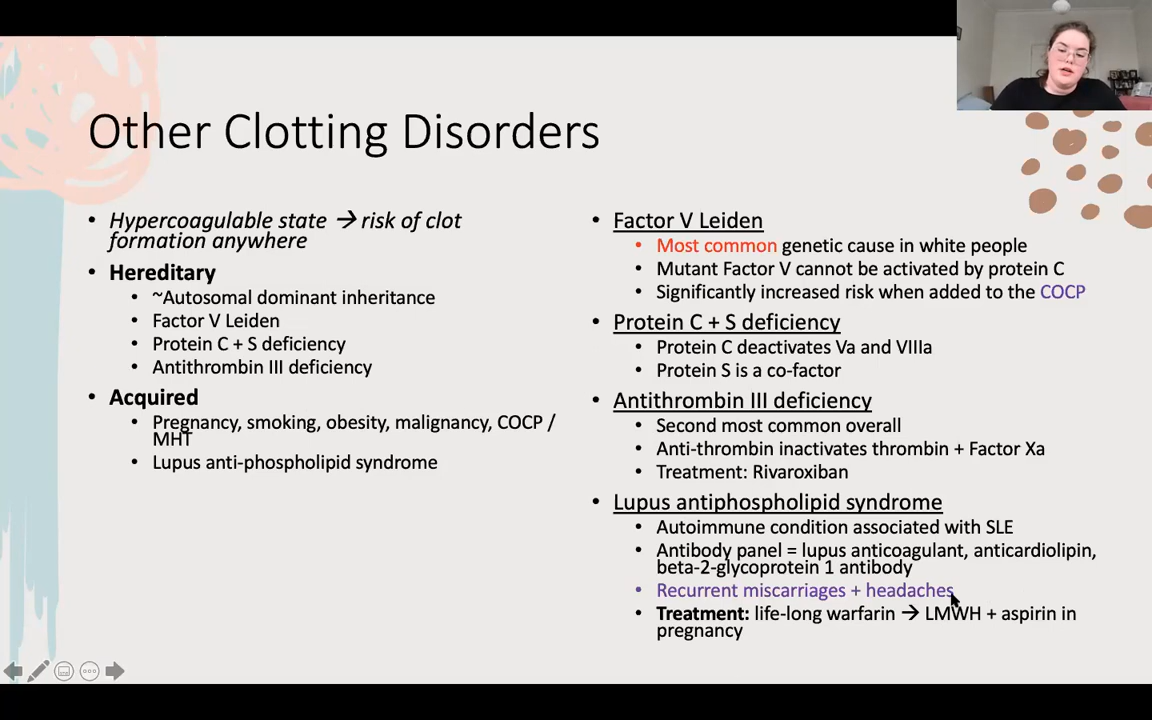 Other Clotting Disorders
• Hypercoagulable state → risk of clot
formation anywhere
• Hereditary
• ~Autosomal dominant inheritance
• Factor V Leiden
• Protein C + S deficiency
• Antithrombin III deficiency
• Acquired
• Pregnancy, smoking, obesity, malignancy, COCP /
MHT
• Lupus anti-phospholipid syndrome
• Factor V Leiden
• Most common genetic cause in white people
• Mutant Factor V cannot be activated by protein C
• Significantly increased risk when added to the COCP
• Protein C + S deficiency
• Protein C deactivates Va and VIIIa
• Protein S is a co-factor
• Antithrombin III deficiency
• Second most common overall
• Anti-thrombin inactivates thrombin + Factor Xa
• Treatment: Rivaroxiban
• Lupus antiphospholipid syndrome
• Autoimmune condition associated with SLE
• Antibody panel = lupus anticoagulant, anticardiolipin,
beta-2-glycoprotein 1 antibody
• Recurrent miscarriages + headaches
• Treatment: life-long warfarin → LMWH + aspirin in
pregnancy